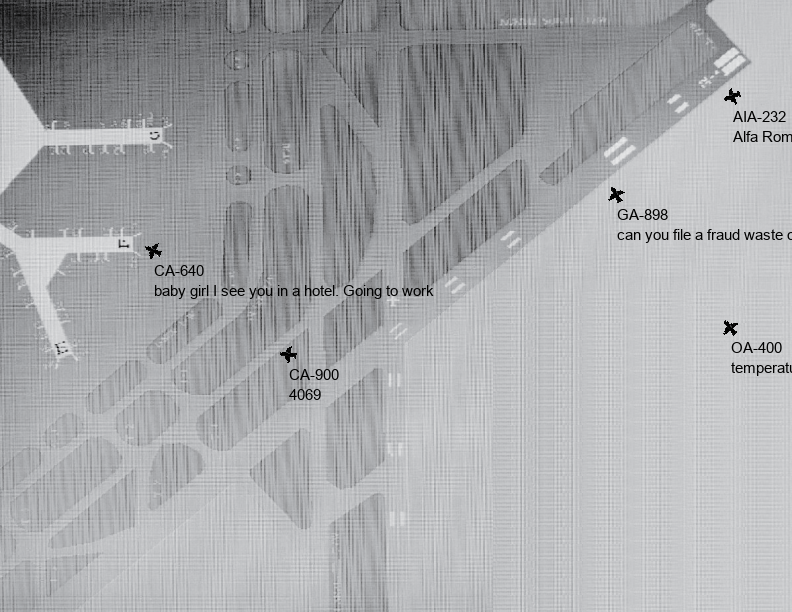 AIA-232
Alfa Rom
GA-898
can you file a fraud waste
CA-640
baby girl I see you in a hotel. Going to work
OA-400
temperatu
CA-900
4069